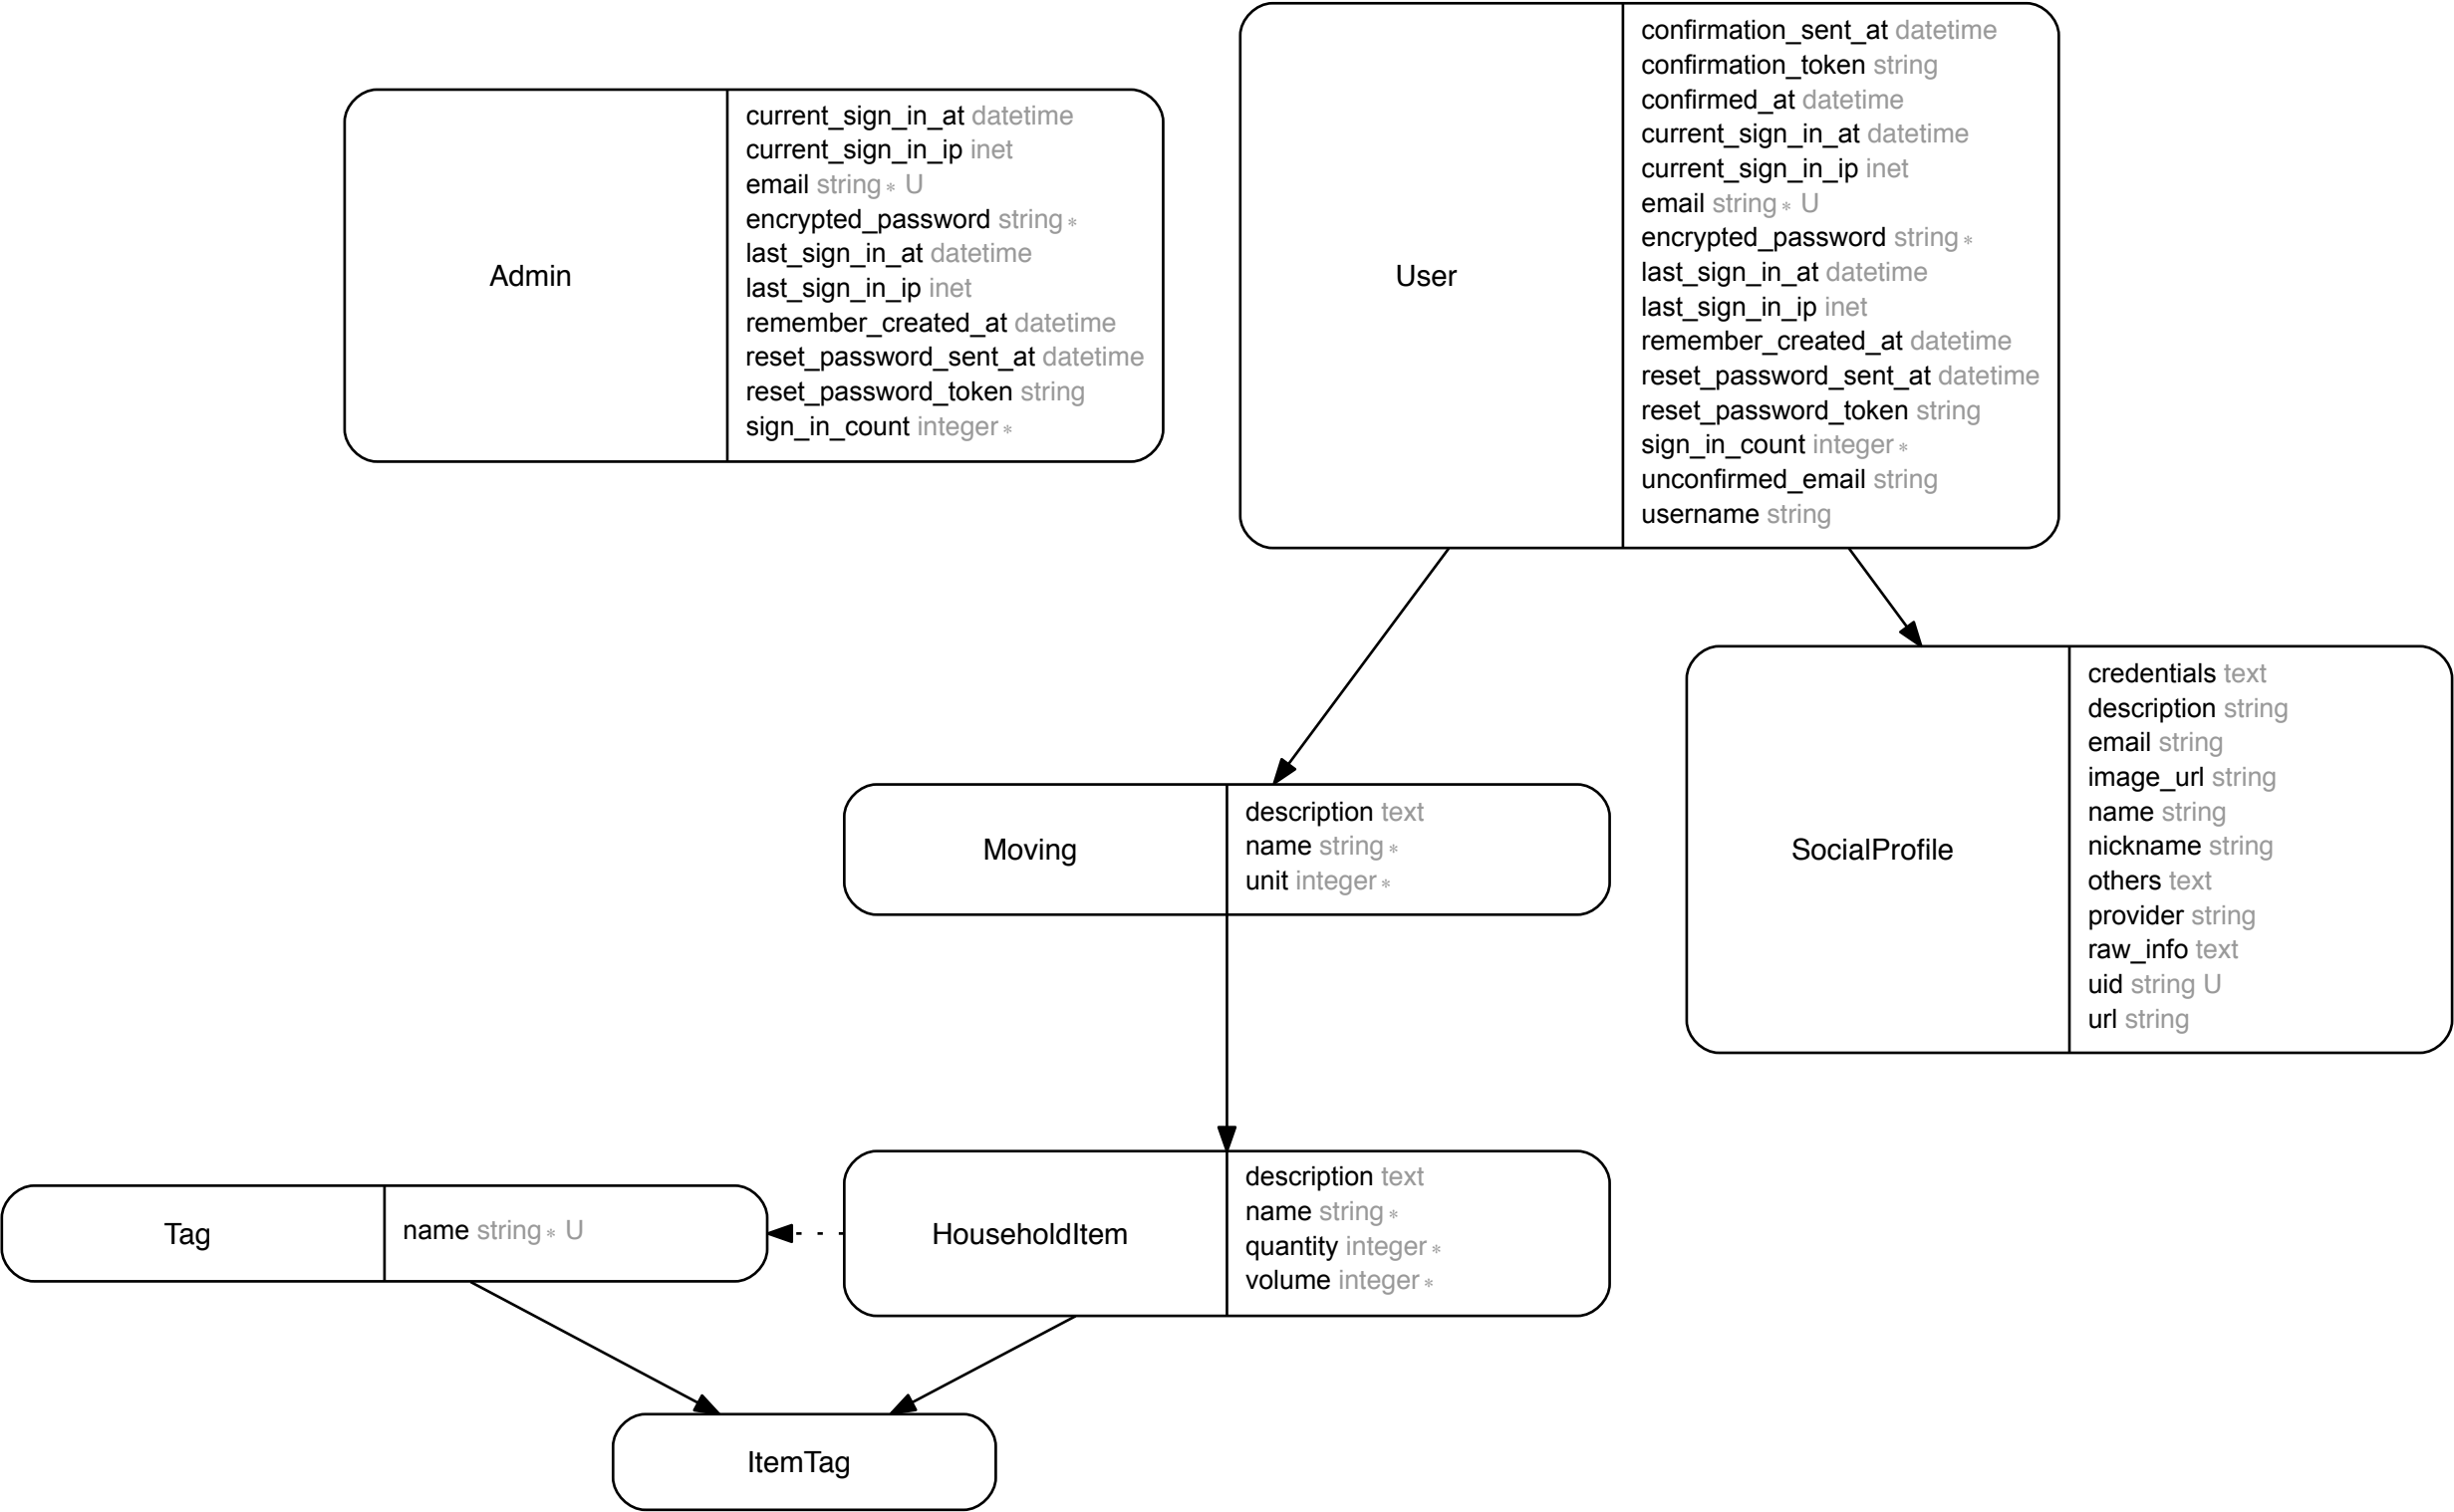 Admin
current_sign_in_at datetime
current_sign_in_ip inet
email string* U
encrypted_password string*
last_sign_in_at datetime
last_sign_in_ip inet
remember_created_at datetime
reset_password_sent_at datetime
reset_password_token string
sign_in_count integer*
User
confirmation_sent_at datetime
confirmation_token string
confirmed_at datetime
current_sign_in_at datetime
current_sign_in_ip inet
email string* U
encrypted_password string*
last_sign_in_at datetime
last_sign_in_ip inet
remember_created_at datetime
reset_password_sent_at datetime
reset_password_token string
sign_in_count integer*
unconfirmed_email string
username string
Moving
description text
name string*
unit integer*
SocialProfile
credentials text
description string
email string
image_url string
name string
nickname string
others text
provider string
raw_info text
uid string U
url string
Tag
name string* U
HouseholdItem
description text
name string*
quantity integer*
volume integer*
ItemTag